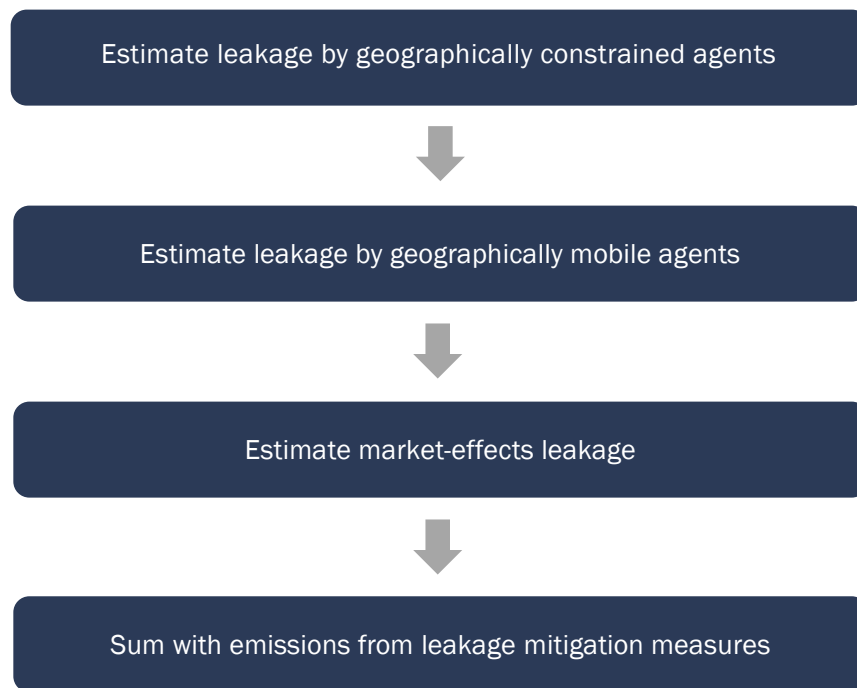 Estimate leakage by geographically constrained agents
Estimate leakage by geographically mobile agents
Estimate market-effects leakage
Sum with emissions from leakage mitigation measures